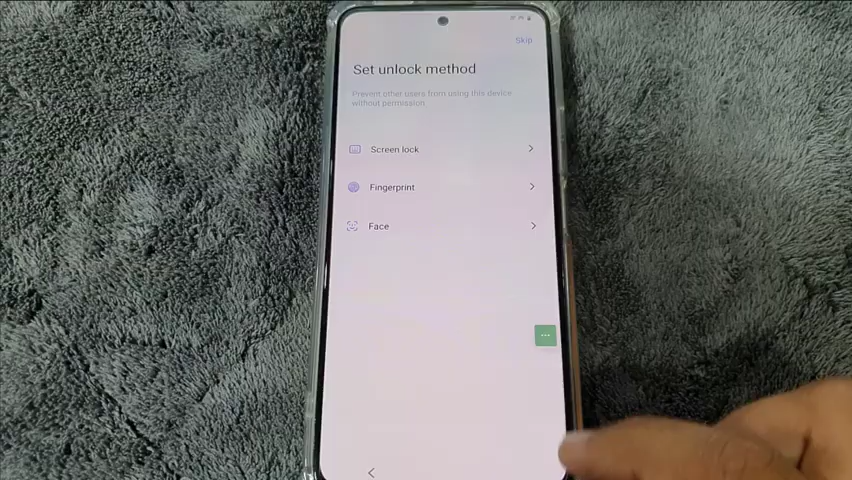 Skip
Set unlock method
Prevent other users from using this device
without permission
Screen lock
Fingerprint
Face